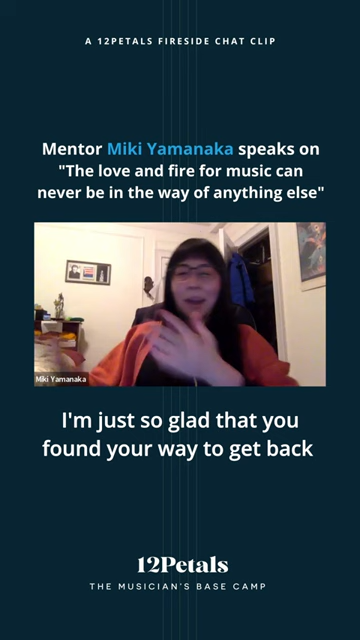 A 12PETALS FIRESIDE CHAT CLIP
Mentor Miki Yamanaka speaks on
"The love and fire for music can
never be in the way of anything else"
Miki Yamanaka
I'm just so glad that you
found your way to get back
12Petals
THE MUSICIAN'S BASE CAMP